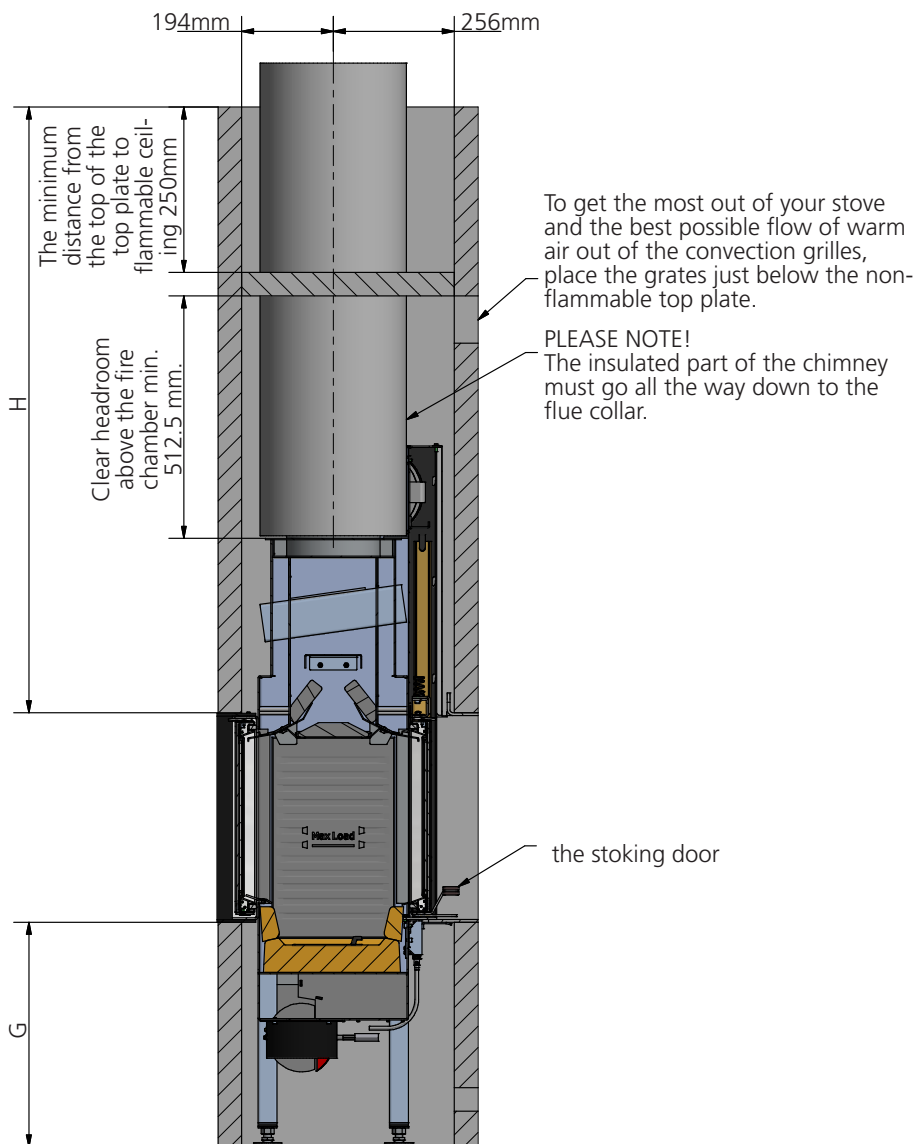 194mm
256mm
The minimum
distance from
the top of the
top plate to
flammable ceil-
ing 250mm
To get the most out of your stove
and the best possible flow of warm
air out of the convection grilles,
place the grates just below the non-
flammable top plate.
PLEASE NOTE!
The insulated part of the chimney
must go all the way down to the
flue collar.
Clear headroom
above the fire
chamber min.
512.5 mm.
H
Max Load
the stoking door
G